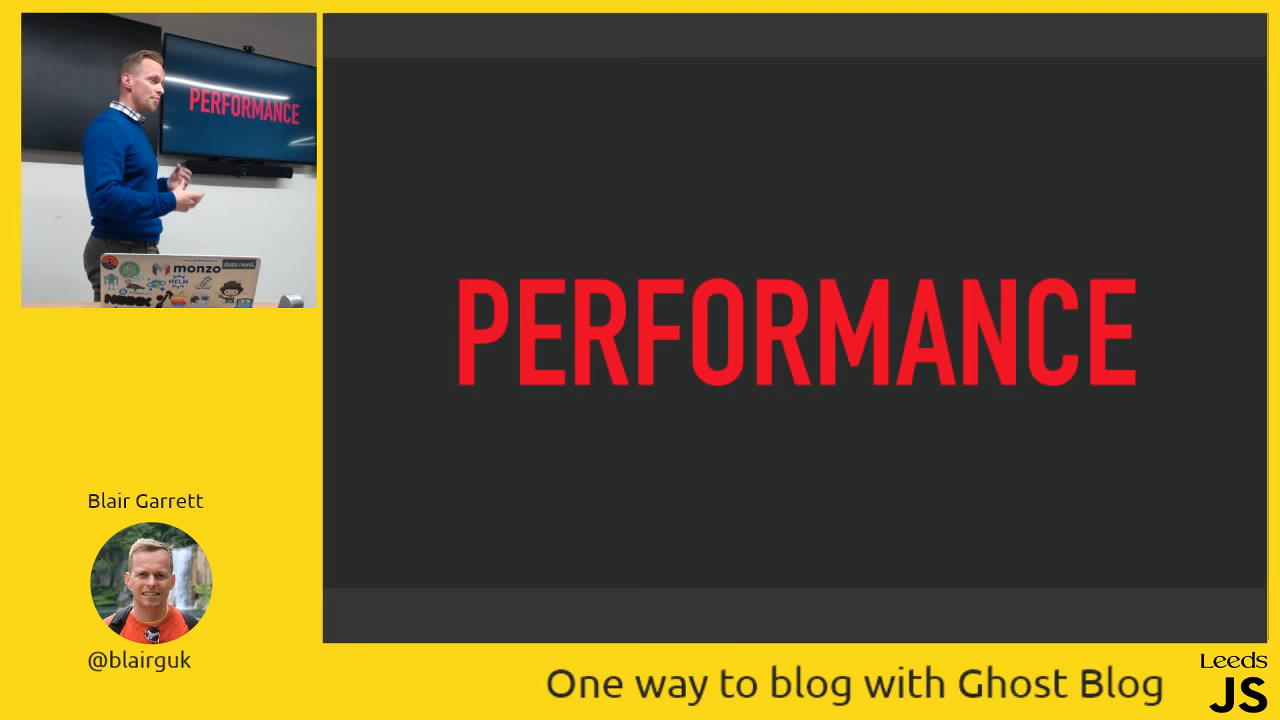 PERFORMANCE
monzo
data nerd.
HELM
PERFORMANCE
Blair Garrett
@blairguk
One way to blog with Ghost Blog
Leeds
JS